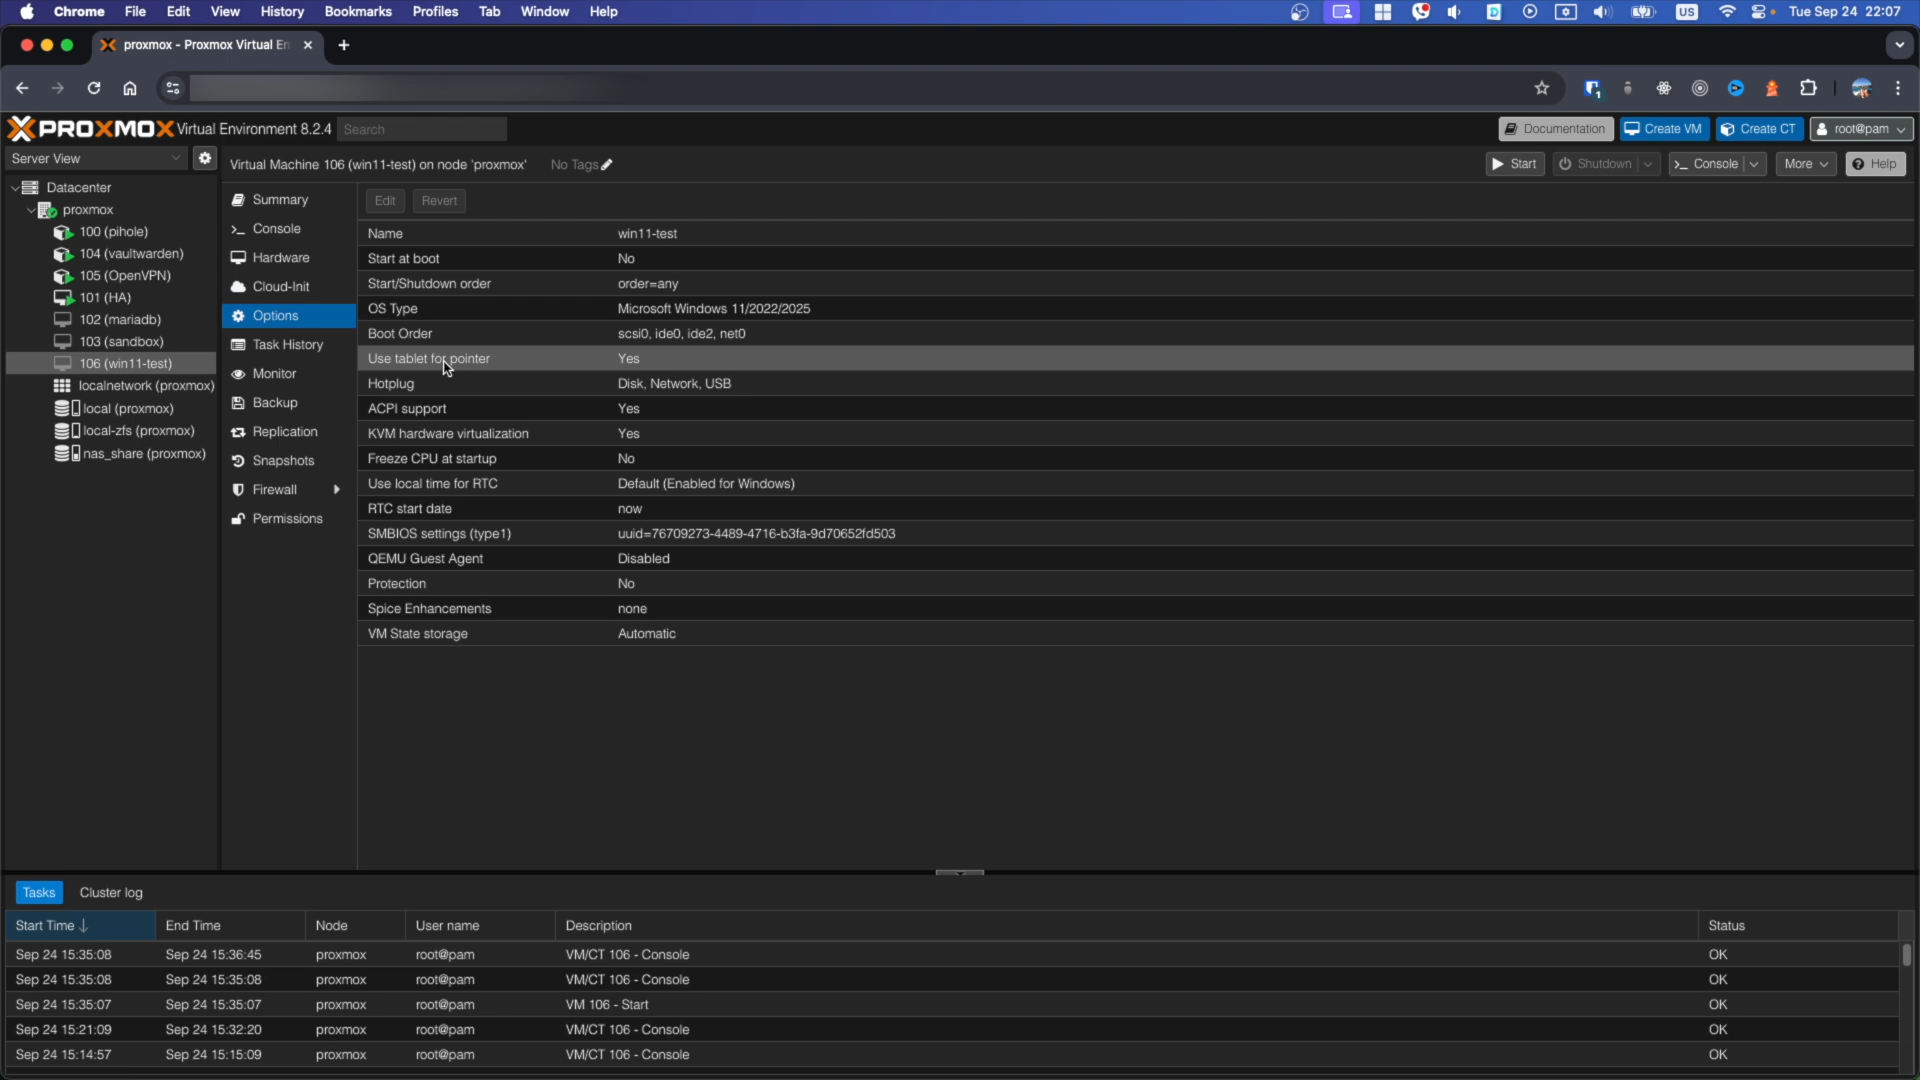 Chrome File Edit View History Bookmarks Profiles Tab Window Help US Tue Sep 24 22:07
proxmox - Proxmox Virtual En
PROXMOX Virtual Environment 8.2.4 Search Documentation Create VM Create CT root@pam
Server View
Virtual Machine 106 (win11-test) on node 'proxmox' No Tags Start Shutdown Console More Help
Datacenter
proxmox
100 (pihole)
104 (vaultwarden)
105 (OpenVPN)
101 (HA)
102 (mariadb)
103 (sandbox)
106 (win11-test)
localnetwork (proxmox)
local (proxmox)
local-zfs (proxmox)
nas_share (proxmox)
Summary
Console
Hardware
Cloud-Init
Options
Task History
Monitor
Backup
Replication
Snapshots
Firewall
Permissions
Edit Revert
Name win11-test
Start at boot No
Start/Shutdown order order=any
OS Type Microsoft Windows 11/2022/2025
Boot Order scsi0, ide0, ide2, net0
Use tablet for pointer Yes
Hotplug Disk, Network, USB
ACPI support Yes
KVM hardware virtualization Yes
Freeze CPU at startup No
Use local time for RTC Default (Enabled for Windows)
RTC start date now
SMBIOS settings (type1) uuid=76709273-4489-4716-b3fa-9d70652fd503
QEMU Guest Agent Disabled
Protection No
Spice Enhancements none
VM State storage Automatic
Tasks Cluster log
Start Time End Time Node User name Description Status
Sep 24 15:35:08 Sep 24 15:36:45 proxmox root@pam VM/CT 106 - Console OK
Sep 24 15:35:08 Sep 24 15:35:08 proxmox root@pam VM/CT 106 - Console OK
Sep 24 15:35:07 Sep 24 15:35:07 proxmox root@pam VM 106 - Start OK
Sep 24 15:21:09 Sep 24 15:32:20 proxmox root@pam VM/CT 106 - Console OK
Sep 24 15:14:57 Sep 24 15:15:09 proxmox root@pam VM/CT 106 - Console OK